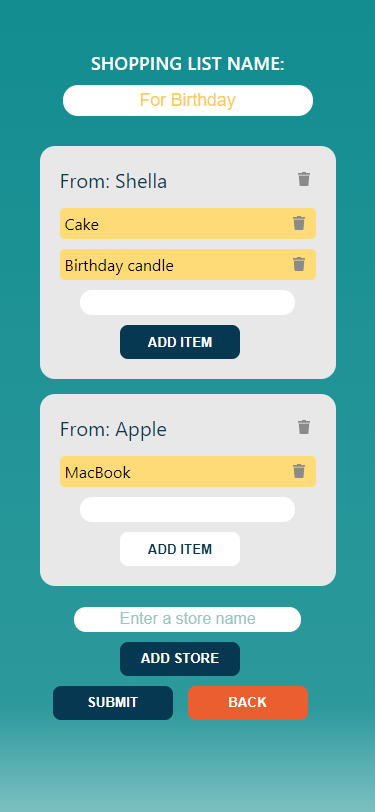 SHOPPING LIST NAME:
For Birthday
From: Shella
Cake
Birthday candle
ADD ITEM
From: Apple
MacBook
ADD ITEM
Enter a store name
ADD STORE
SUBMIT
BACK